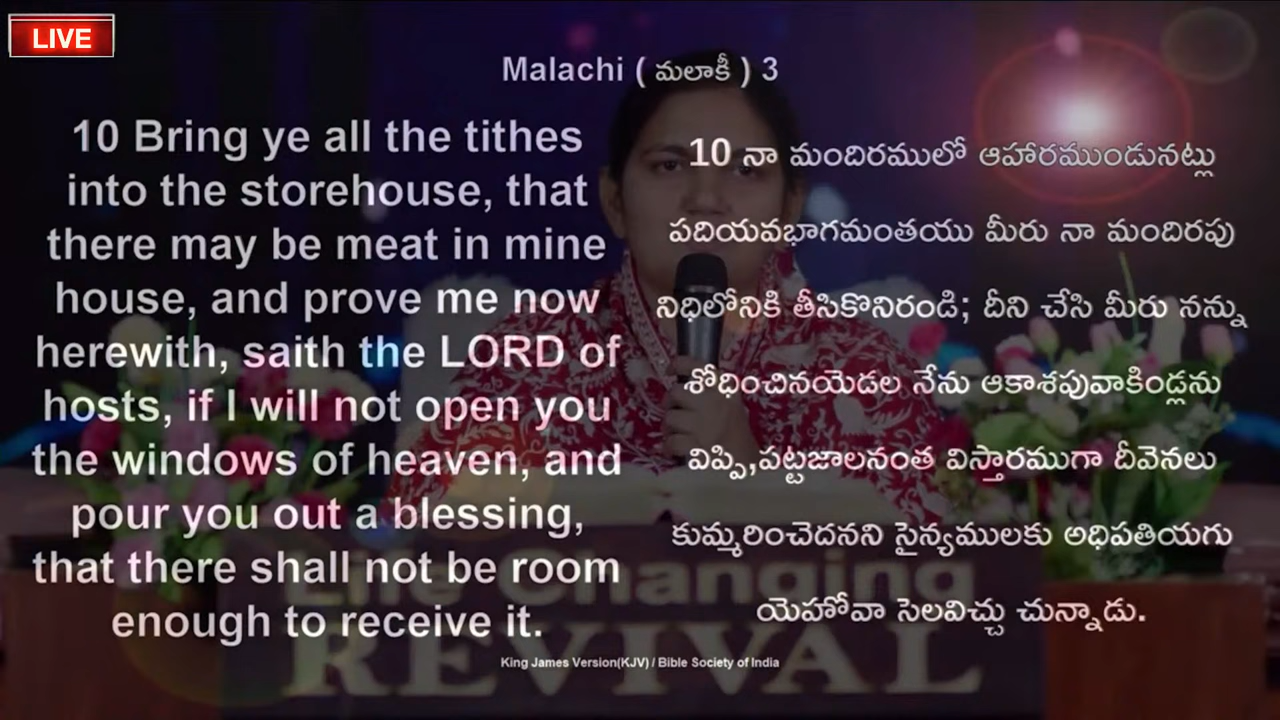 LIVE
Malachi ( మలాకీ ) 3
10 Bring ye all the tithes
into the storehouse, that
there may be meat in mine
house, and prove me now
herewith, saith the LORD of
hosts, if I will not open you
the windows of heaven, and
pour you out a blessing,
that there shall not be room
enough to receive it.
10 నా మందిరములో ఆహారముండునట్లు
పదియవభాగమంతయు మీరు నా మందిరపు
నిధిలోనికి తీసికొనిరండి; దీని చేసి మీరు నన్ను
శోధించినయెడల నేను ఆకాశపువాకిండ్లను
విప్పి,పట్టజాలనంత విస్తారముగా దీవెనలు
కుమ్మరించెదనని సైన్యములకు అధిపతియగు
యెహోవా సెలవిచ్చు చున్నాడు.
Life Changing
REVIVAL
King James Version(KJV) / Bible Society of India